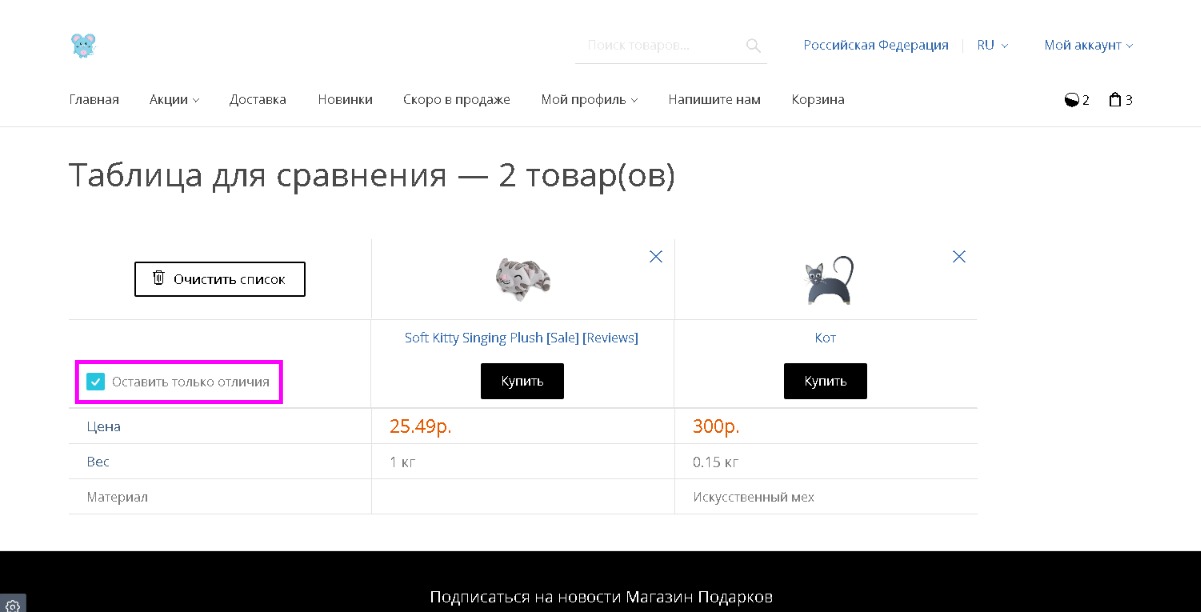 Поиск товаров...
Российская Федерация
RU
Мой аккаунт
Главная Акции Доставка Новинки Скоро в продаже Мой профиль Напишите нам Корзина 2 3
Таблица для сравнения — 2 товар(ов)
Очистить список
Soft Kitty Singing Plush [Sale] [Reviews] Кот
Оставить только отличия Купить Купить
Цена 25.49р. 300р.
Вес 1 кг 0.15 кг
Материал Искусственный мех
Подписаться на новости Магазин Подарков